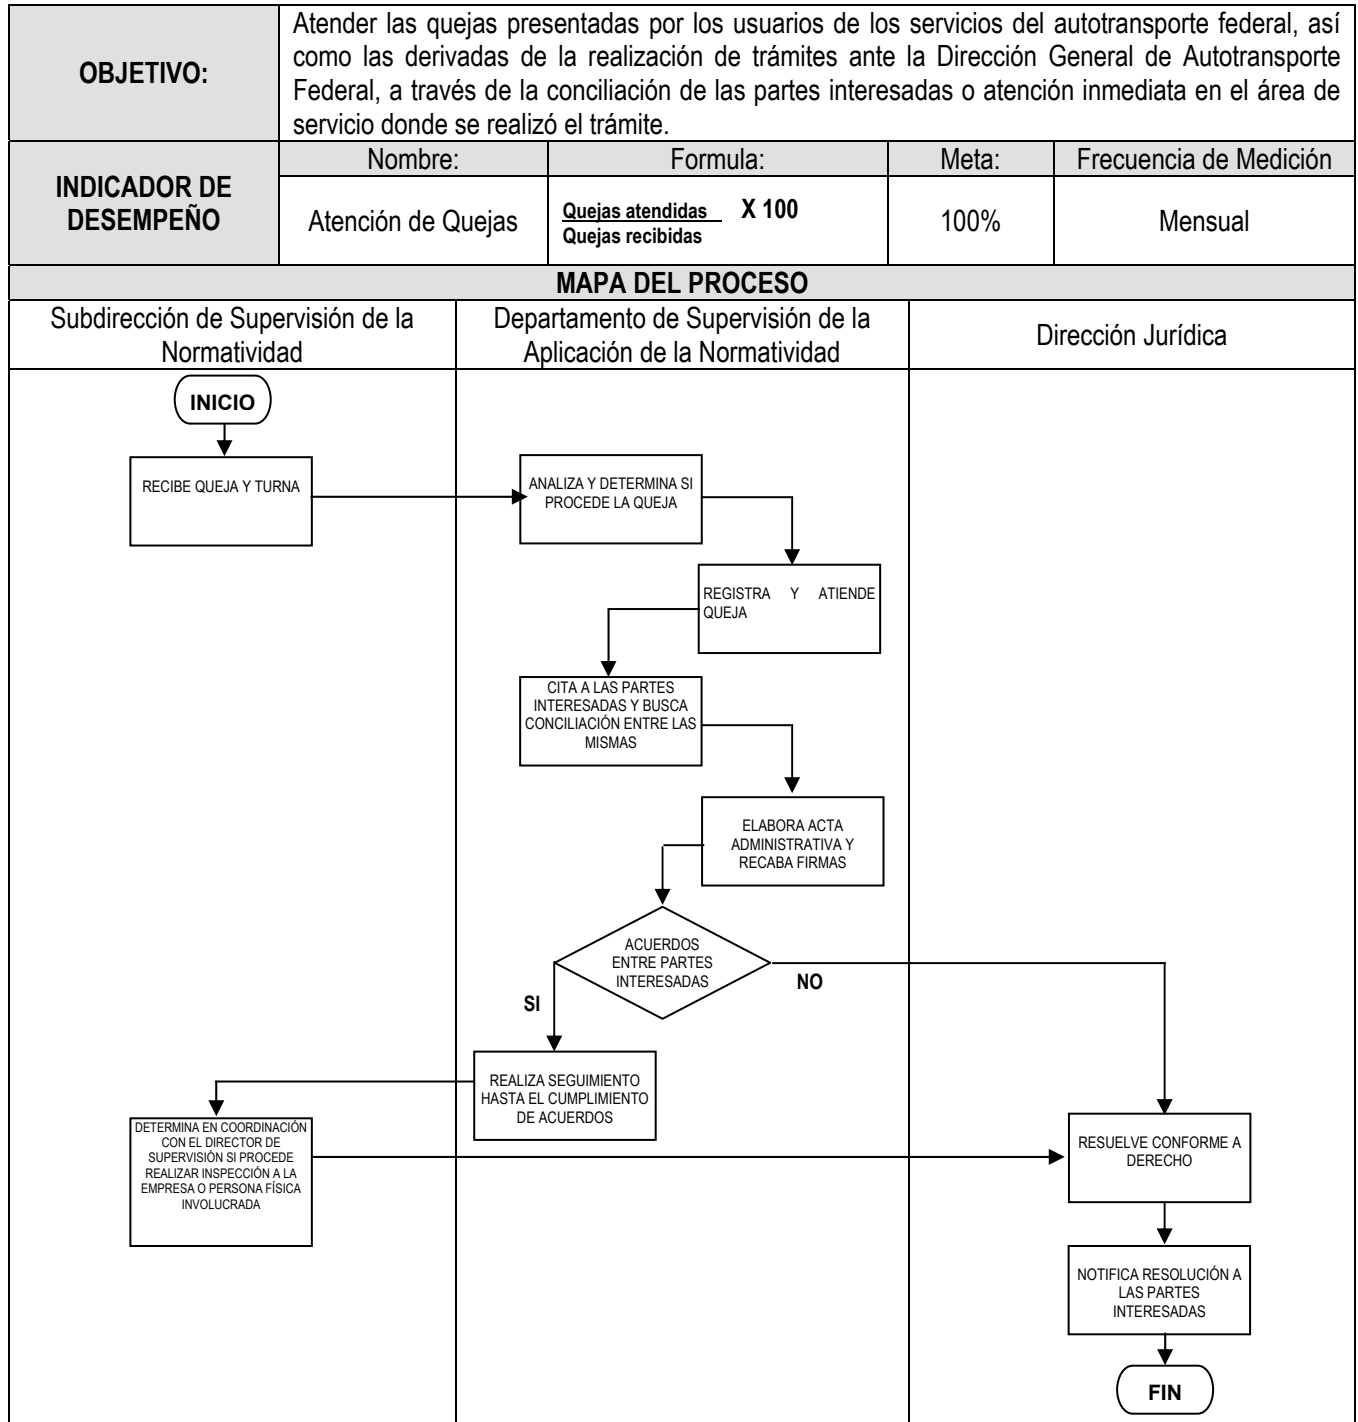 OBJETIVO:
Atender las quejas presentadas por los usuarios de los servicios del autotransporte federal, así
como las derivadas de la realización de trámites ante la Dirección General de Autotransporte
Federal, a través de la conciliación de las partes interesadas o atención inmediata en el área de
servicio donde se realizó el trámite.
INDICADOR DE
DESEMPEÑO
Nombre:
Formula:
Meta:
Frecuencia de Medición
Atención de Quejas
Quejas atendidas X 100
Quejas recibidas
100%
Mensual
MAPA DEL PROCESO
Subdirección de Supervisión de la
Normatividad
Departamento de Supervisión de la
Aplicación de la Normatividad
Dirección Jurídica
INICIO
RECIBE QUEJA Y TURNA
ANALIZA Y DETERMINA SI
PROCEDE LA QUEJA
REGISTRA Y ATIENDE
QUEJA
CITA A LAS PARTES
INTERESADAS Y BUSCA
CONCILIACIÓN ENTRE LAS
MISMAS
ELABORA ACTA
ADMINISTRATIVA Y
RECABA FIRMAS
ACUERDOS
ENTRE PARTES
INTERESADAS
NO
SI
REALIZA SEGUIMIENTO
HASTA EL CUMPLIMIENTO
DE ACUERDOS
DETERMINA EN COORDINACIÓN
CON EL DIRECTOR DE
SUPERVISIÓN SI PROCEDE
REALIZAR INSPECCIÓN A LA
EMPRESA O PERSONA FÍSICA
INVOLUCRADA
RESUELVE CONFORME A
DERECHO
NOTIFICA RESOLUCIÓN A
LAS PARTES
INTERESADAS
FIN